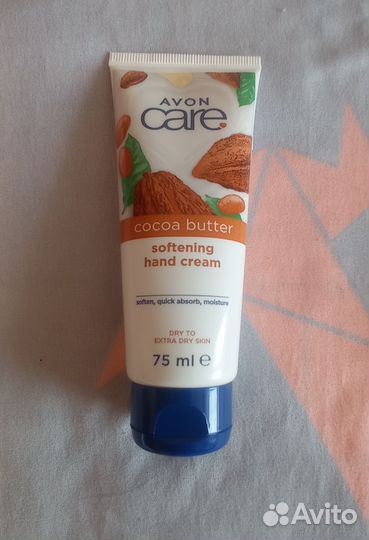 AVON
care
cocoa butter
softening
hand cream
soften, quick absorb, moisture
DRY TO
EXTRA DRY SKIN
75 ml ℮
Avito